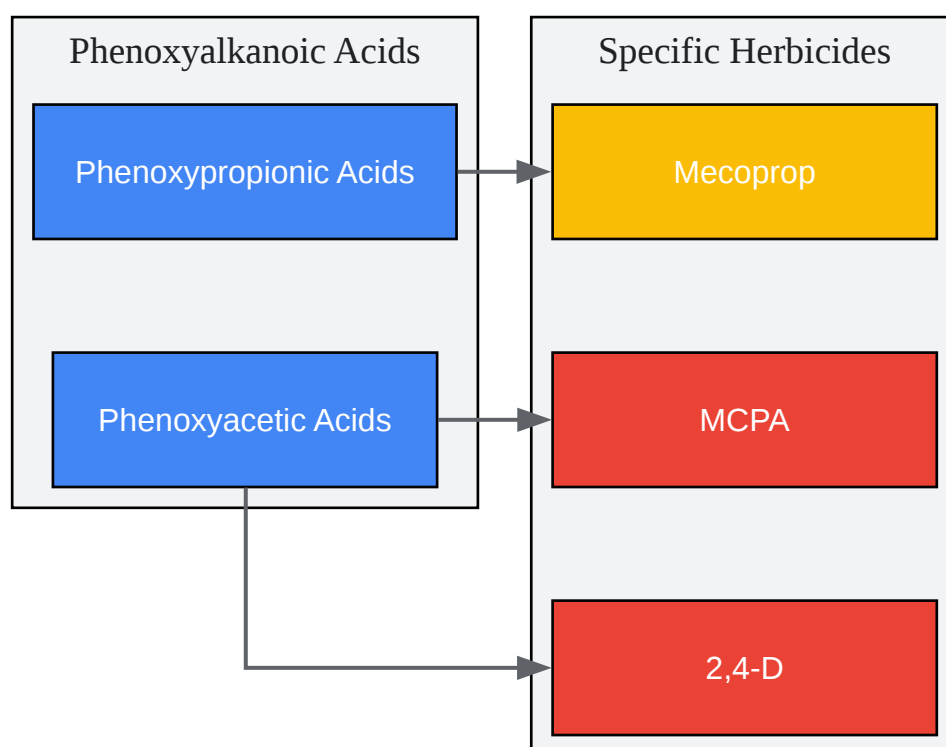 Phenoxyalkanoic Acids
Specific Herbicides
Phenoxypropionic Acids
Mecoprop
Phenoxyacetic Acids
MCPA
2,4-D